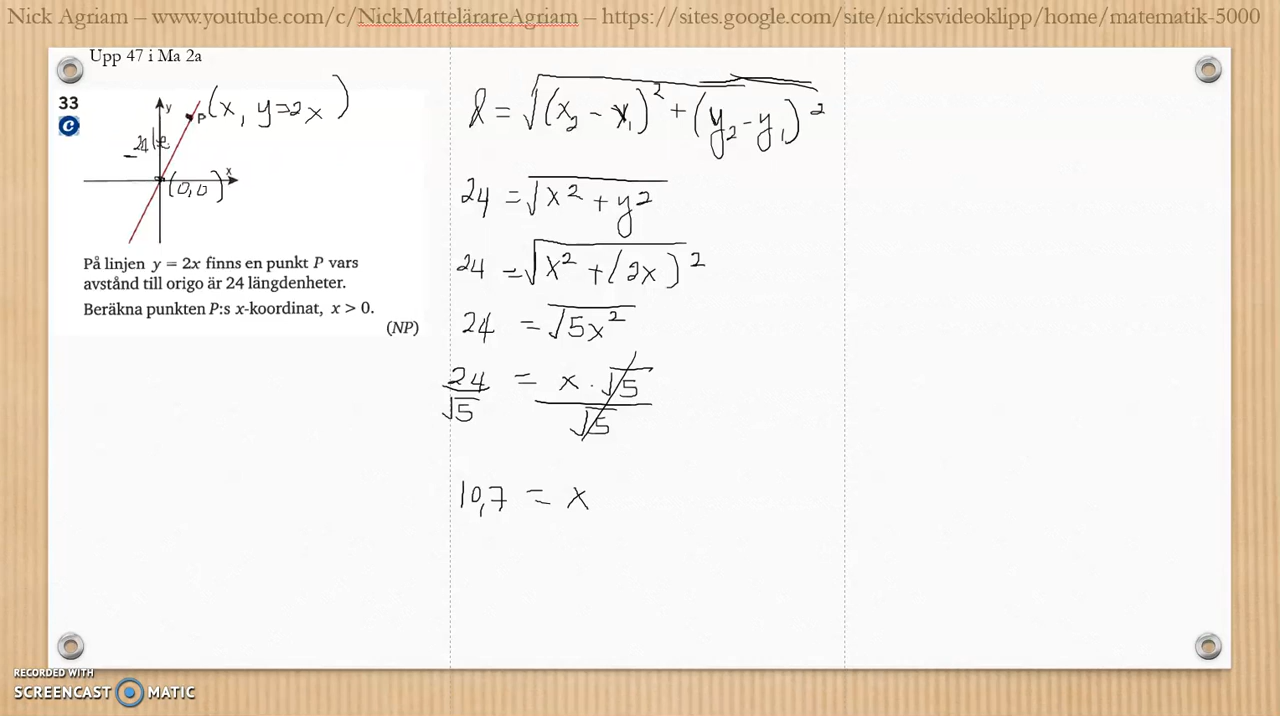 Nick Agriam – www.youtube.com/c/NickMattelärareAgriam – https://sites.google.com/site/nicksvideoklipp/home/matematik-5000
Upp 47 i Ma 2a
33
C
y
P
(x, y=2x)
24 l.e.
x
(0,0)
På linjen y = 2x finns en punkt P vars
avstånd till origo är 24 längdenheter.
Beräkna punkten P:s x-koordinat, x > 0.
(NP)
d = √((x₂ - x₁)² + (y₂ - y₁)²)
24 = √(x² + y²)
24 = √(x² + (2x)²)
24 = √(5x²)
24/√5 = x · √5/√5
10,7 = x
RECORDED WITH
SCREENCAST MATIC